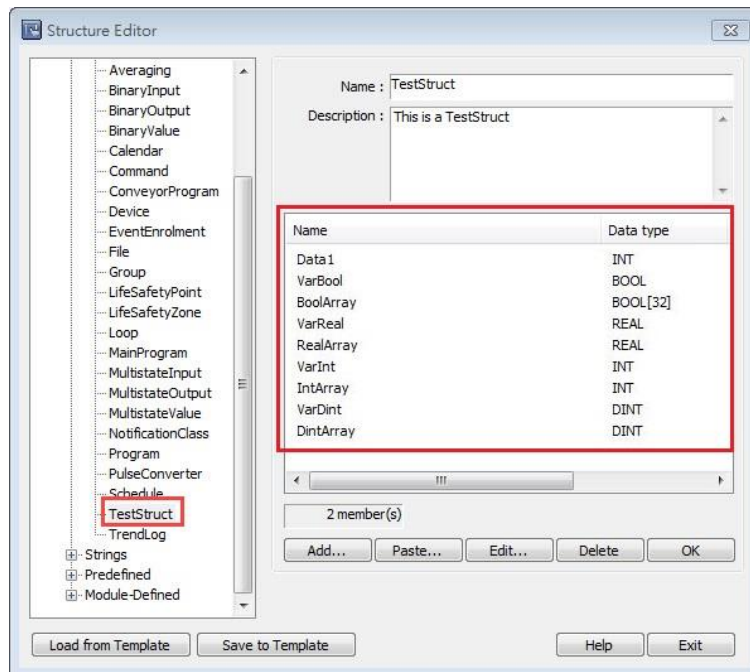 Structure Editor
Averaging
BinaryInput
BinaryOutput
BinaryValue
Calendar
Command
ConveyorProgram
Device
EventEnrolment
File
Group
LifeSafetyPoint
LifeSafetyZone
Loop
MainProgram
MultistateInput
MultistateOutput
MultistateValue
NotificationClass
Program
PulseConverter
Schedule
TestStruct
TrendLog
Strings
Predefined
Module-Defined
Name : TestStruct
Description : This is a TestStruct
Name Data type
Data1 INT
VarBool BOOL
BoolArray BOOL[32]
VarReal REAL
RealArray REAL
VarInt INT
IntArray INT
VarDint DINT
DintArray DINT
2 member(s)
Add... Paste... Edit... Delete OK
Load from Template Save to Template Help Exit